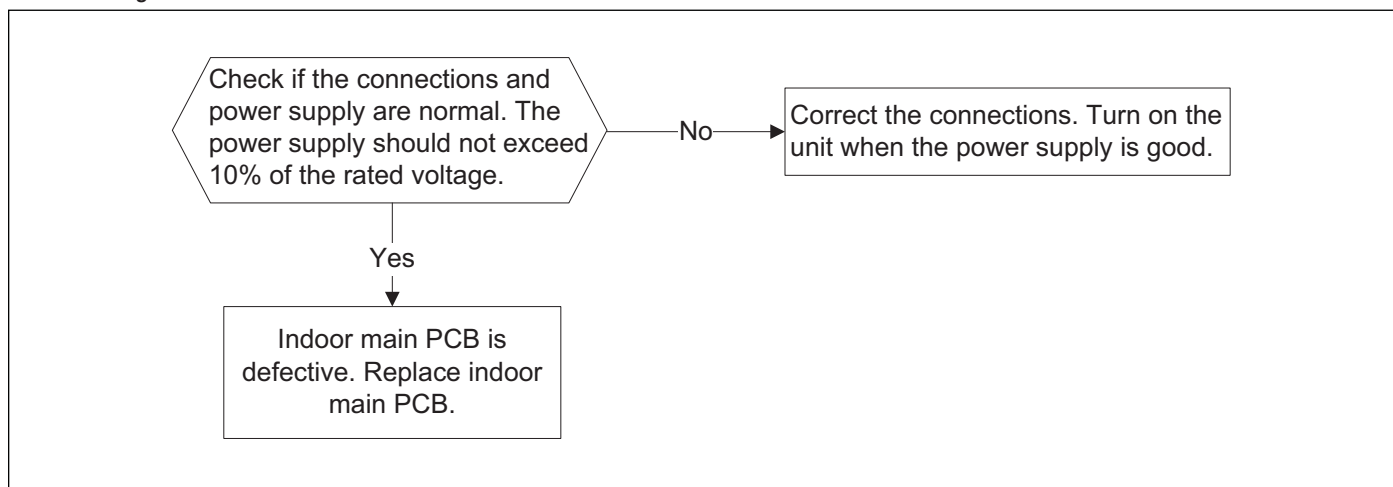 Check if the connections and
power supply are normal. The
power supply should not exceed
10% of the rated voltage.
No
Correct the connections. Turn on the
unit when the power supply is good.
Yes
Indoor main PCB is
defective. Replace indoor
main PCB.